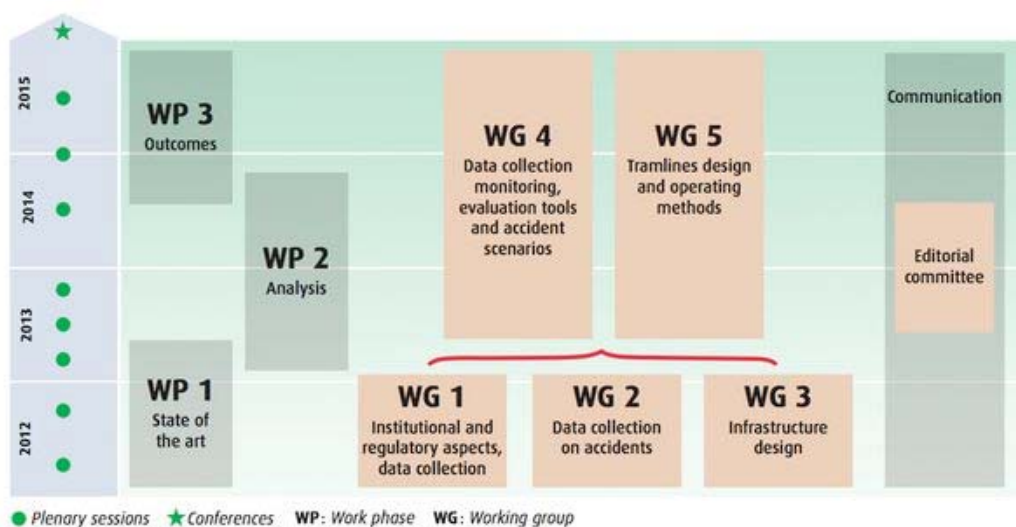 2015
2014
2013
2012
WP 3
Outcomes
WP 2
Analysis
WP 1
State of
the art
WG 4
Data collection
monitoring,
evaluation tools
and accident
scenarios
WG 5
Tramlines design
and operating
methods
WG 1
Institutional and
regulatory aspects,
data collection
WG 2
Data collection
on accidents
WG 3
Infrastructure
design
Communication
Editorial
committee
Plenary sessions Conferences WP: Work phase WG: Working group